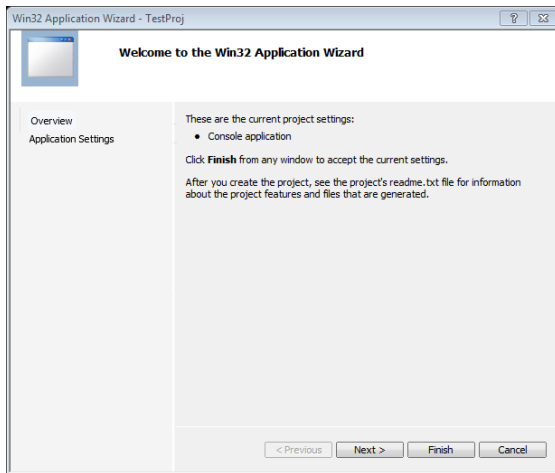 Win32 Application Wizard - TestProj
Welcome to the Win32 Application Wizard
Overview
Application Settings
These are the current project settings:
• Console application
Click Finish from any window to accept the current settings.
After you create the project, see the project's readme.txt file for information
about the project features and files that are generated.
< Previous
Next >
Finish
Cancel